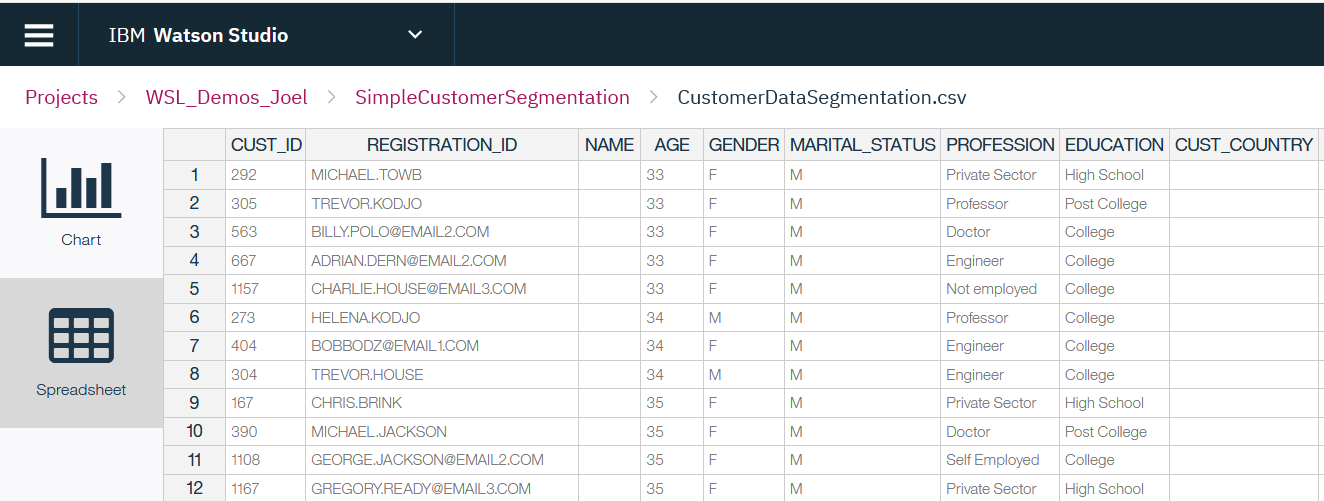 IBM Watson Studio
Projects > WSL_Demos_Joel > SimpleCustomerSegmentation > CustomerDataSegmentation.csv
Chart
Spreadsheet
CUST_ID REGISTRATION_ID NAME AGE GENDER MARITAL_STATUS PROFESSION EDUCATION CUST_COUNTRY
1 292 MICHAEL.TOWB 33 F M Private Sector High School
2 305 TREVOR.KODJO 33 F M Professor Post College
3 563 BILLY.POLO@EMAIL2.COM 33 F M Doctor College
4 667 ADRIAN.DERN@EMAIL2.COM 33 F M Engineer College
5 1157 CHARLIE.HOUSE@EMAIL3.COM 33 F M Not employed College
6 273 HELENA.KODJO 34 M M Professor College
7 404 BOBBODZ@EMAIL1.COM 34 F M Engineer College
8 304 TREVOR.HOUSE 34 M M Engineer College
9 167 CHRIS.BRINK 35 F M Private Sector High School
10 390 MICHAEL.JACKSON 35 F M Doctor Post College
11 1108 GEORGE.JACKSON@EMAIL2.COM 35 F M Self Employed College
12 1167 GREGORY.READY@EMAIL3.COM 35 F M Private Sector High School